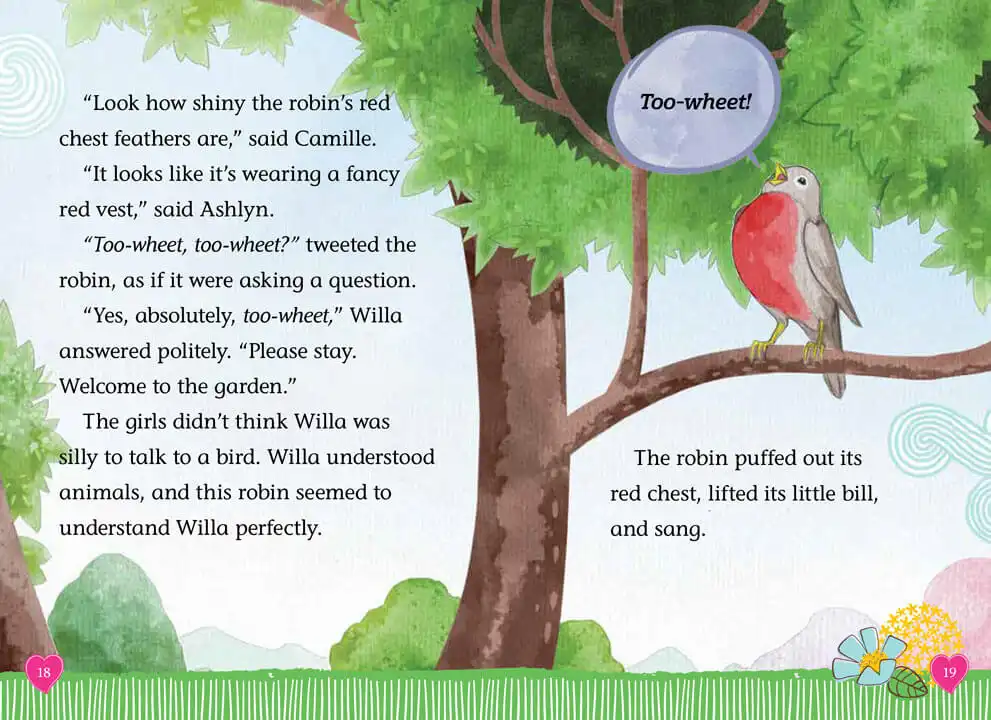 “Look how shiny the robin’s red
chest feathers are,” said Camille.
“It looks like it’s wearing a fancy
red vest,” said Ashlyn.
“Too-wheet, too-wheet?” tweeted the
robin, as if it were asking a question.
“Yes, absolutely, too-wheet,” Willa
answered politely. “Please stay.
Welcome to the garden.”
The girls didn’t think Willa was
silly to talk to a bird. Willa understood
animals, and this robin seemed to
understand Willa perfectly.
18
Too-wheet!
The robin puffed out its
red chest, lifted its little bill,
and sang.
19